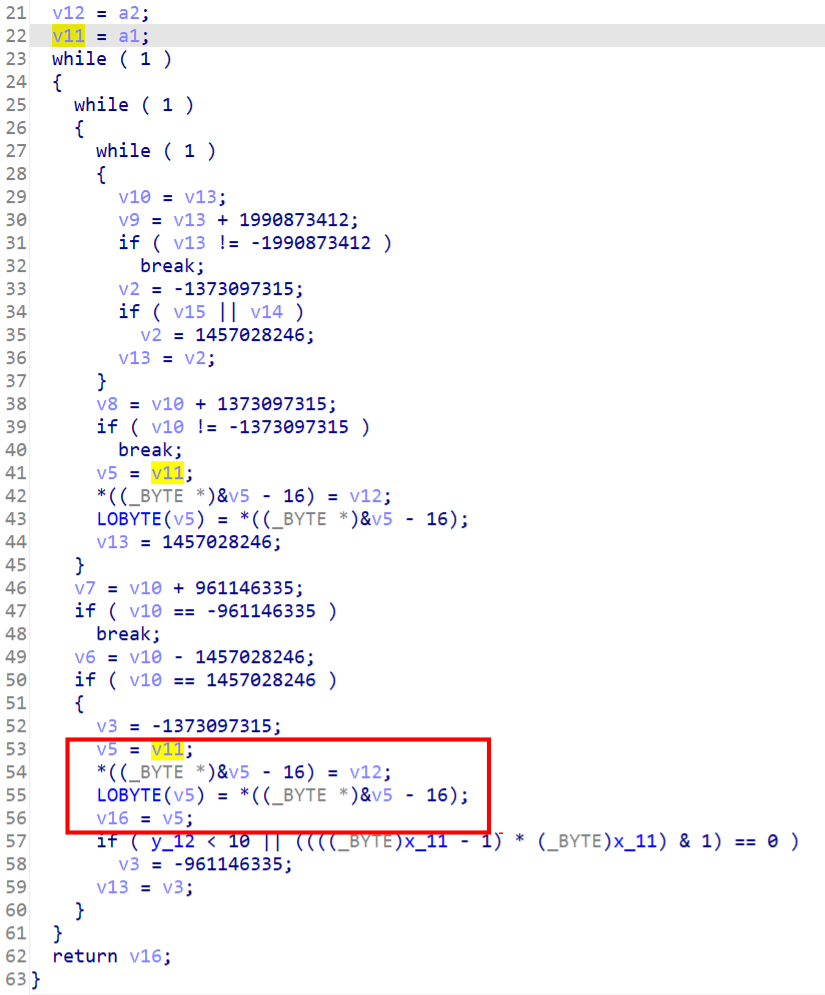 21 v12 = a2;
22 v11 = a1;
23 while ( 1 )
24 {
25 while ( 1 )
26 {
27 while ( 1 )
28 {
29 v10 = v13;
30 v9 = v13 + 1990873412;
31 if ( v13 != -1990873412 )
32 break;
33 v2 = -1373097315;
34 if ( v15 || v14 )
35 v2 = 1457028246;
36 v13 = v2;
37 }
38 v8 = v10 + 1373097315;
39 if ( v10 != -1373097315 )
40 break;
41 v5 = v11;
42 *((_BYTE *)&v5 - 16) = v12;
43 LOBYTE(v5) = *((_BYTE *)&v5 - 16);
44 v13 = 1457028246;
45 }
46 v7 = v10 + 961146335;
47 if ( v10 == -961146335 )
48 break;
49 v6 = v10 - 1457028246;
50 if ( v10 == 1457028246 )
51 {
52 v3 = -1373097315;
53 v5 = v11;
54 *((_BYTE *)&v5 - 16) = v12;
55 LOBYTE(v5) = *((_BYTE *)&v5 - 16);
56 v16 = v5;
57 if ( y_12 < 10 || ((((_BYTE)x_11 - 1) * (_BYTE)x_11) & 1) == 0 )
58 v3 = -961146335;
59 v13 = v3;
60 }
61 }
62 return v16;
63 }